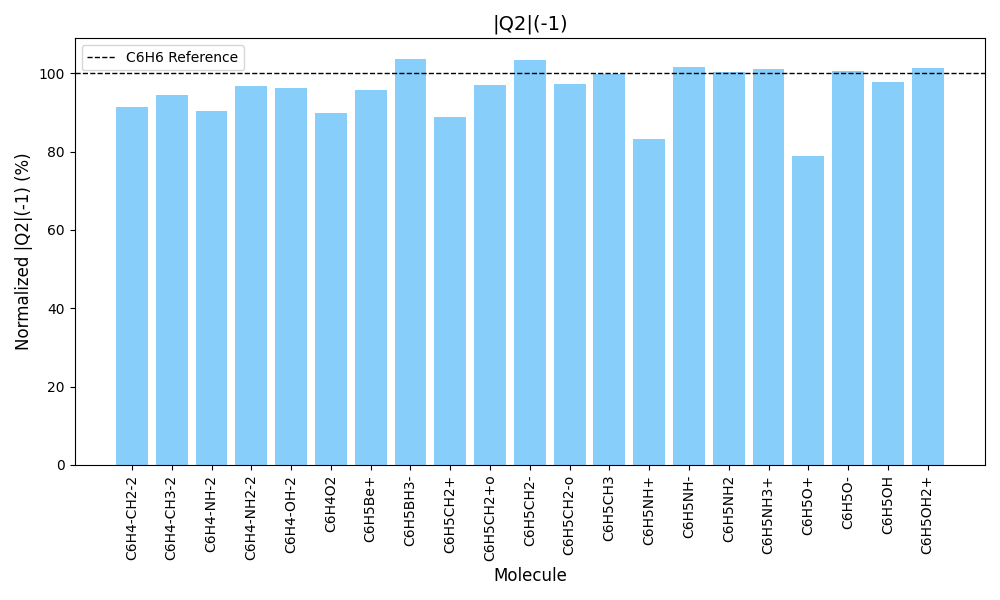 |Q2|(-1)
C6H6 Reference
Normalized |Q2|(-1) (%)
100
80
60
40
20
0
C6H4-CH2-2
C6H4-CH3-2
C6H4-NH-2
C6H4-NH2-2
C6H4-OH-2
C6H4O2
C6H5Be+
C6H5BH3-
C6H5CH2+
C6H5CH2+o
C6H5CH2-
C6H5CH2-o
C6H5CH3
C6H5NH+
C6H5NH-
C6H5NH2
C6H5NH3+
C6H5O+
C6H5O-
C6H5OH
C6H5OH2+
Molecule